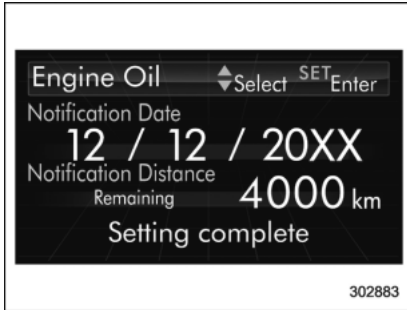 Engine Oil Select SET Enter
Notification Date
12 / 12 / 20XX
Notification Distance
Remaining 4000 km
Setting complete
302883